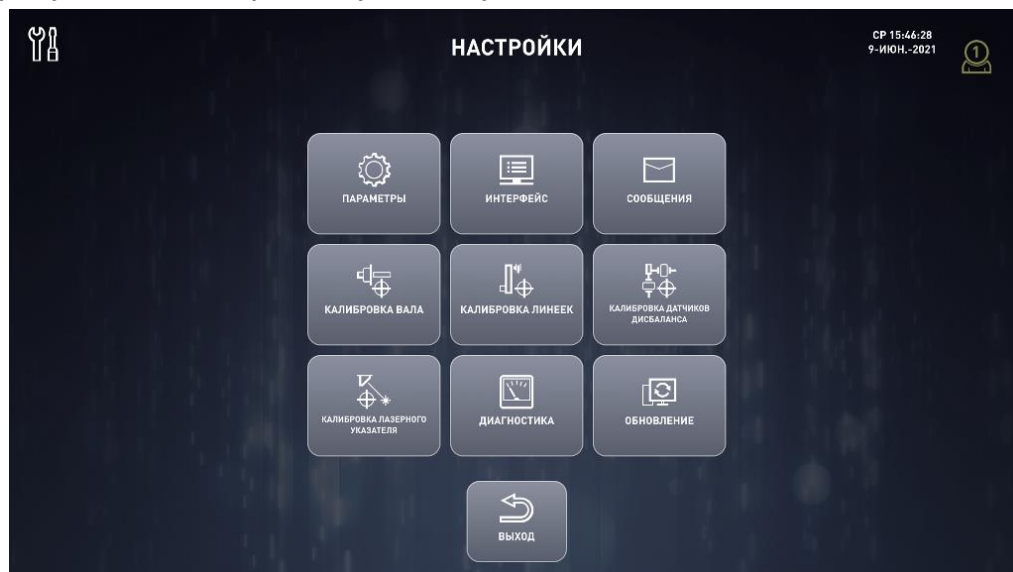 НАСТРОЙКИ
СР 15:46:28
9-ИЮН.-2021
1
ПАРАМЕТРЫ
ИНТЕРФЕЙС
СООБЩЕНИЯ
КАЛИБРОВКА ВАЛА
КАЛИБРОВКА ЛИНЕЕК
КАЛИБРОВКА ДАТЧИКОВ
ДИСБАЛАНСА
КАЛИБРОВКА ЛАЗЕРНОГО
УКАЗАТЕЛЯ
ДИАГНОСТИКА
ОБНОВЛЕНИЕ
ВЫХОД